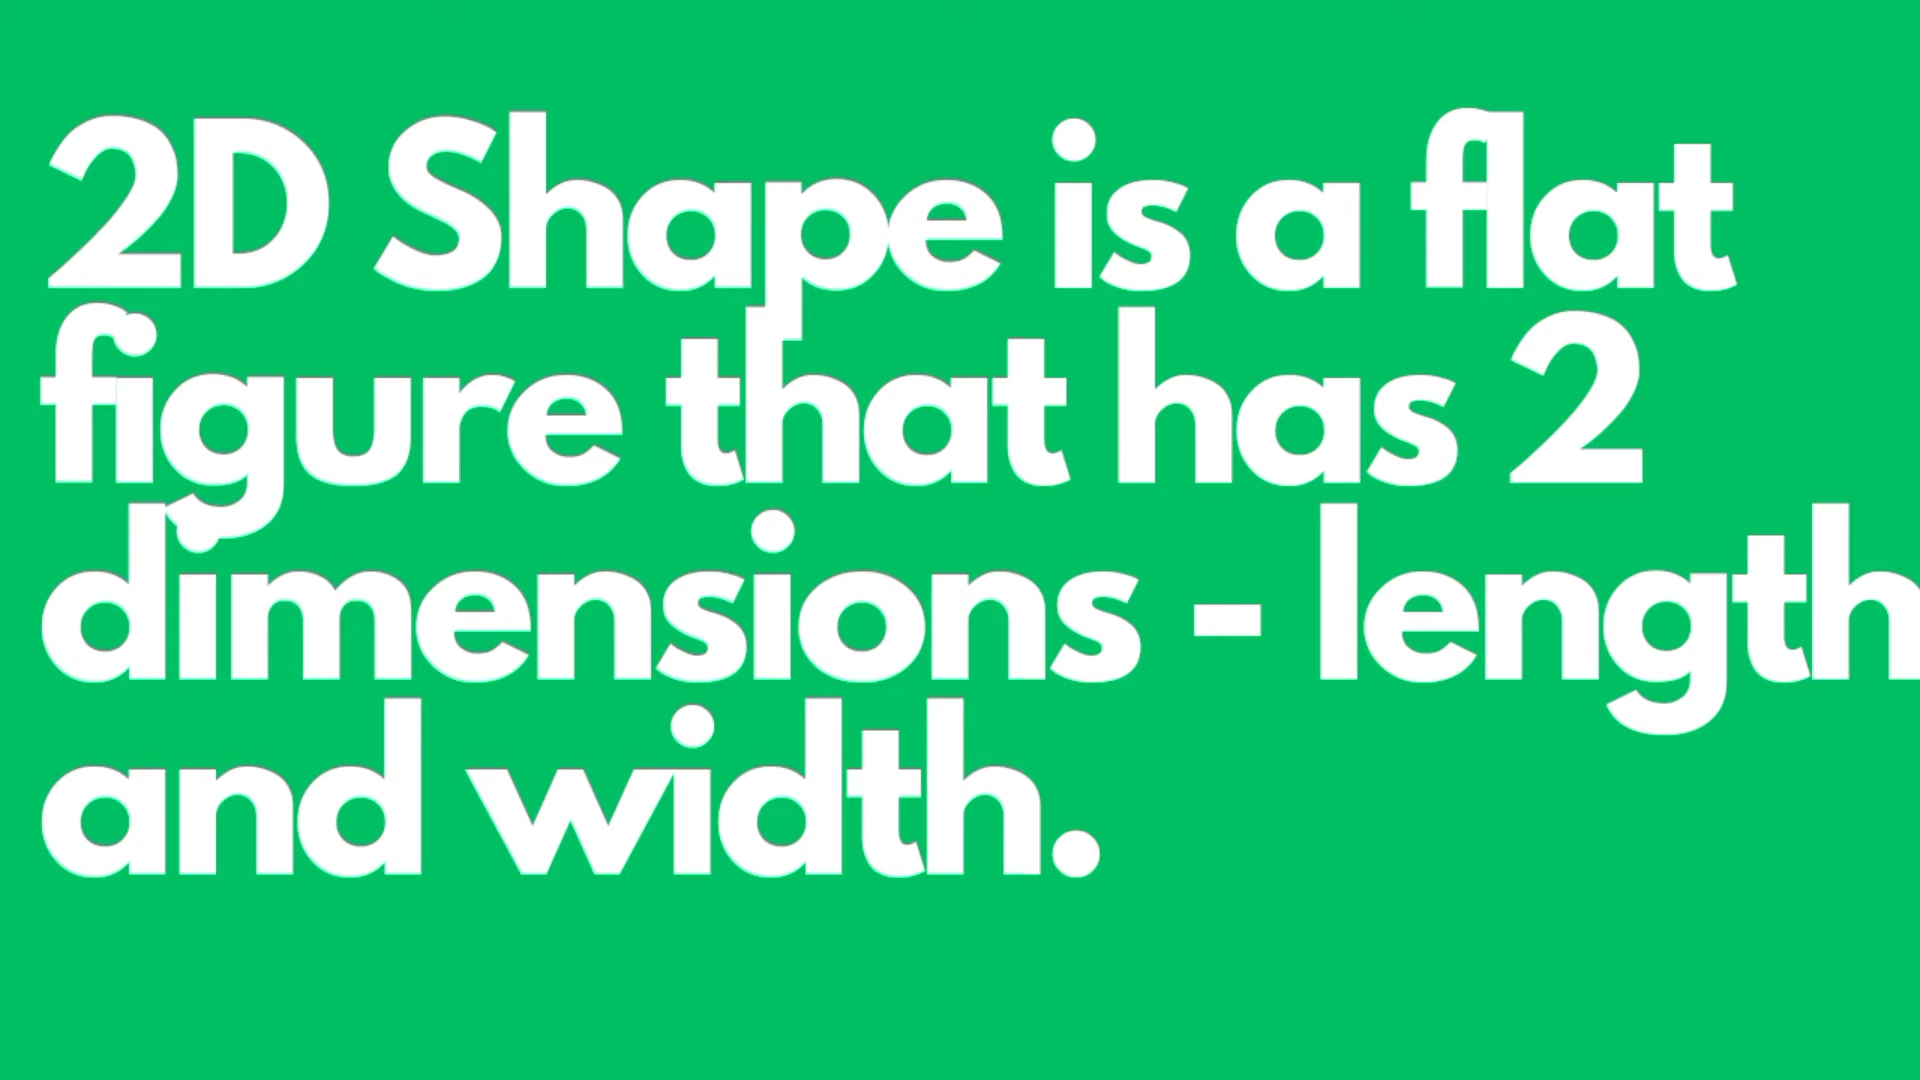 2D Shape is a flat
figure that has 2
dimensions - length
and width.